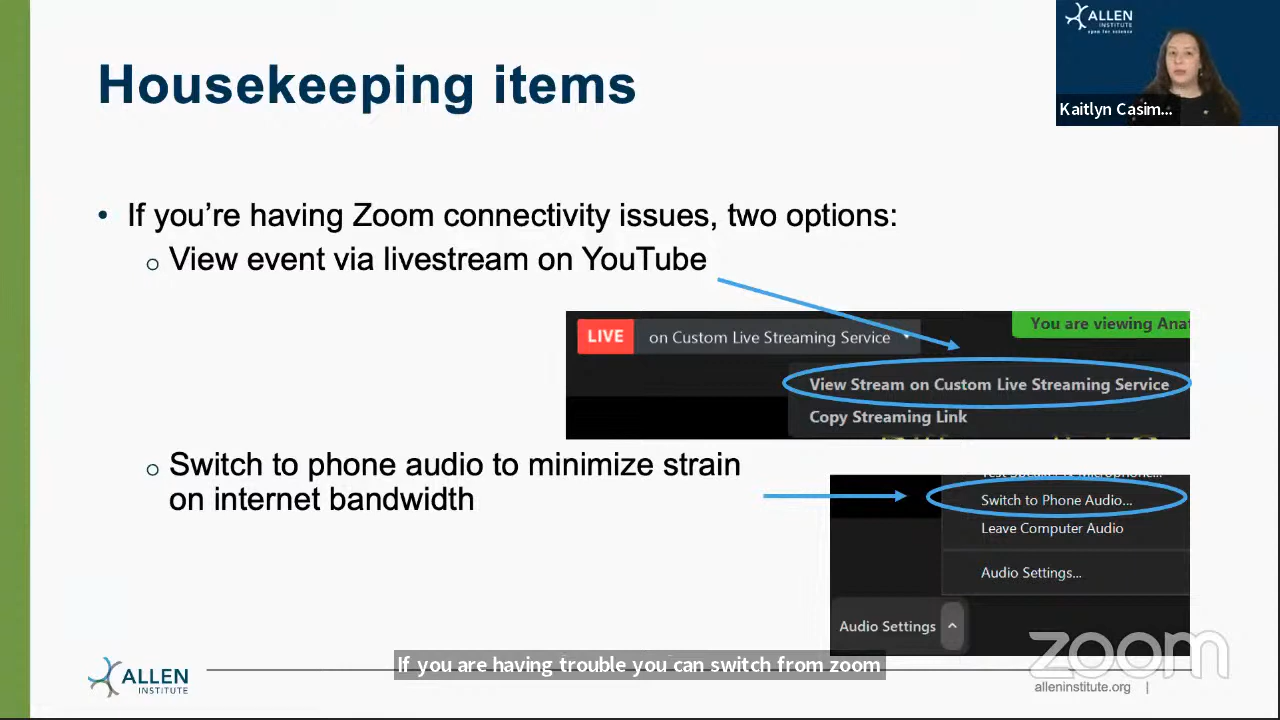 ALLEN
INSTITUTE
open for science
Kaitlyn Casim...
Housekeeping items
• If you're having Zoom connectivity issues, two options:
o View event via livestream on YouTube
LIVE on Custom Live Streaming Service
You are viewing Anat
View Stream on Custom Live Streaming Service
Copy Streaming Link
o Switch to phone audio to minimize strain
on internet bandwidth
Switch to Phone Audio...
Leave Computer Audio
Audio Settings...
Audio Settings
zoom
If you are having trouble you can switch from zoom
ALLEN
INSTITUTE
alleninstitute.org |